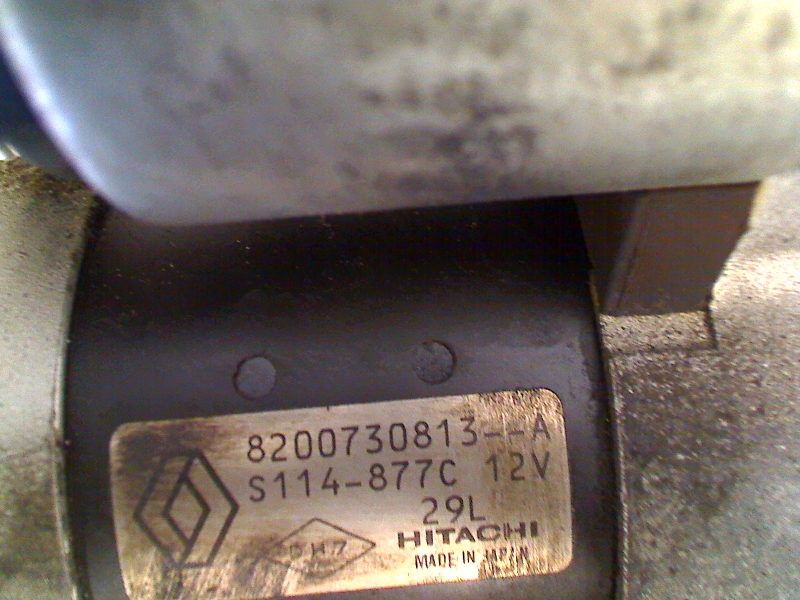 8200730813--A
S114-877C 12V
29L
HITACHI
MADE IN JAPAN